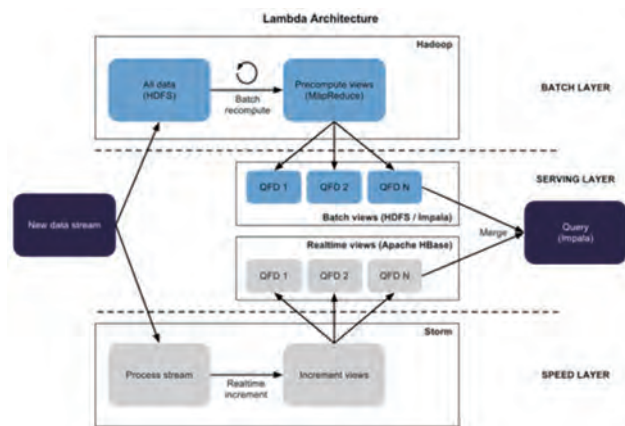 Lambda Architecture
Hadoop
All data
(HDFS)
Batch
recompute
Precompute views
(MapReduce)
BATCH LAYER
QFD 1
QFD 2
QFD N
Batch views (HDFS / Impala)
SERVING LAYER
New data stream
Realtime views (Apache HBase)
QFD 1
QFD 2
QFD N
Merge
Query
(Impala)
Storm
Process stream
Realtime
increment
Increment views
SPEED LAYER